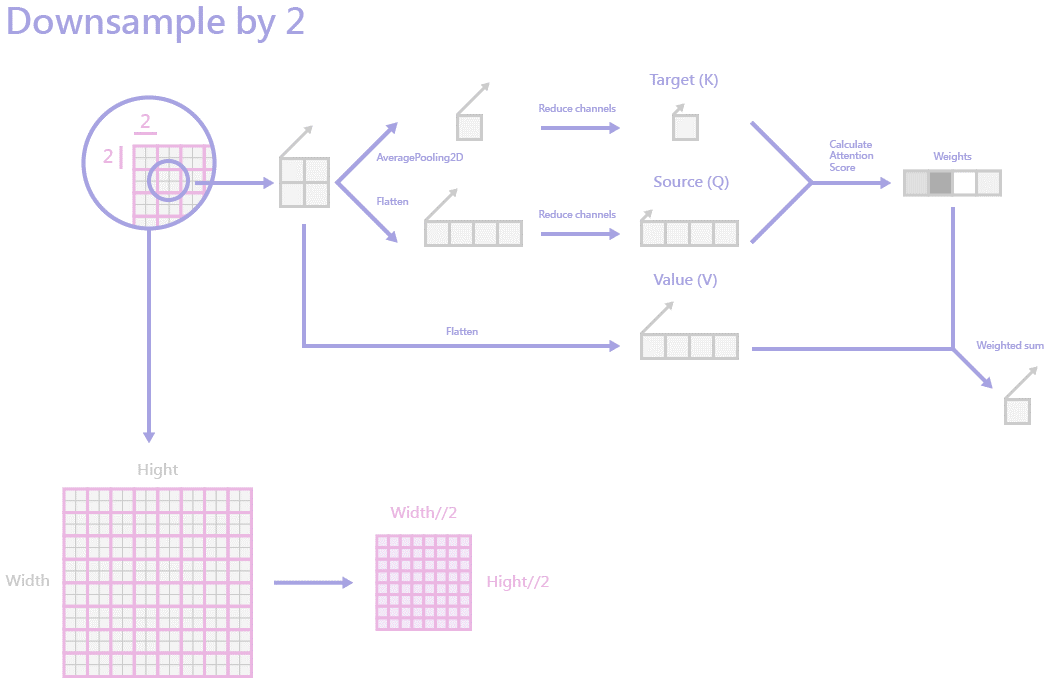 Downsample by 2
2
2
AveragePooling2D
Flatten
Reduce channels
Reduce channels
Target (K)
Source (Q)
Value (V)
Flatten
Calculate
Attention
Score
Weights
Weighted sum
Hight
Width
Width//2
Hight//2